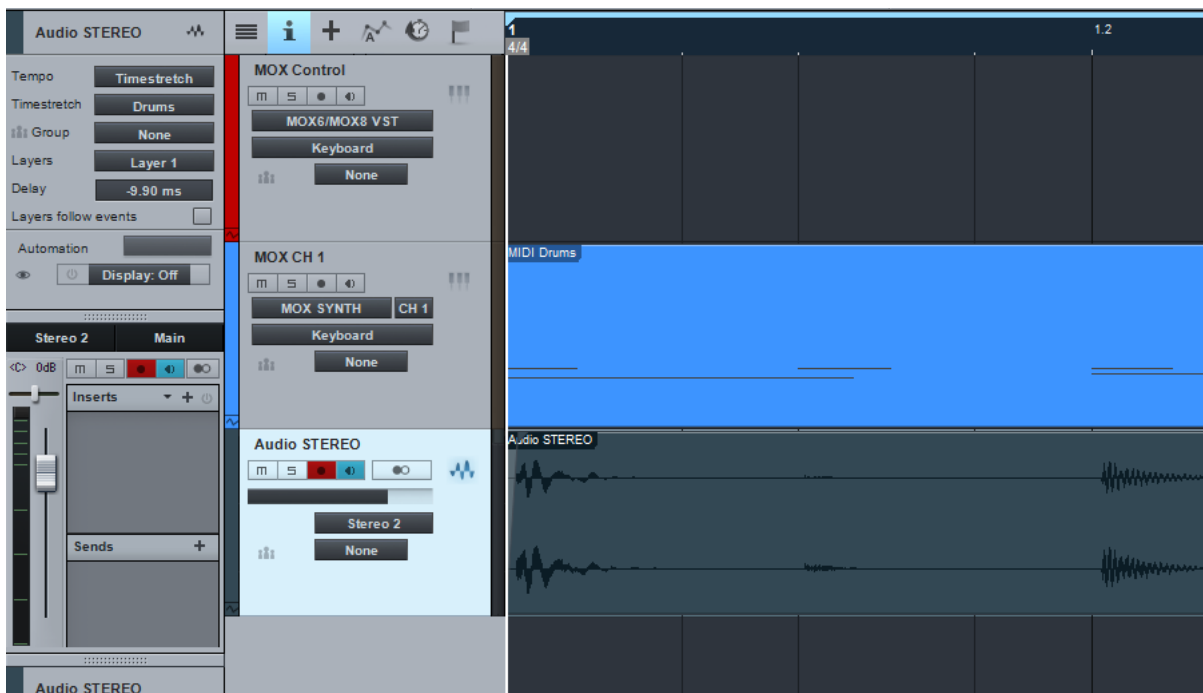 Audio STEREO
Tempo Timestretch
Timestretch Drums
Group None
Layers Layer 1
Delay -9.90 ms
Layers follow events
Automation
Display: Off
Stereo 2 Main
<C> 0dB m S
Inserts
Sends
Audio STEREO
i
A
MOX Control
m S
MOX6/MOX8 VST
Keyboard
None
MOX CH 1
m S
MOX SYNTH CH 1
Keyboard
None
Audio STEREO
m S
Stereo 2
None
1 1.2
4/4
MIDI Drums
Audio STEREO